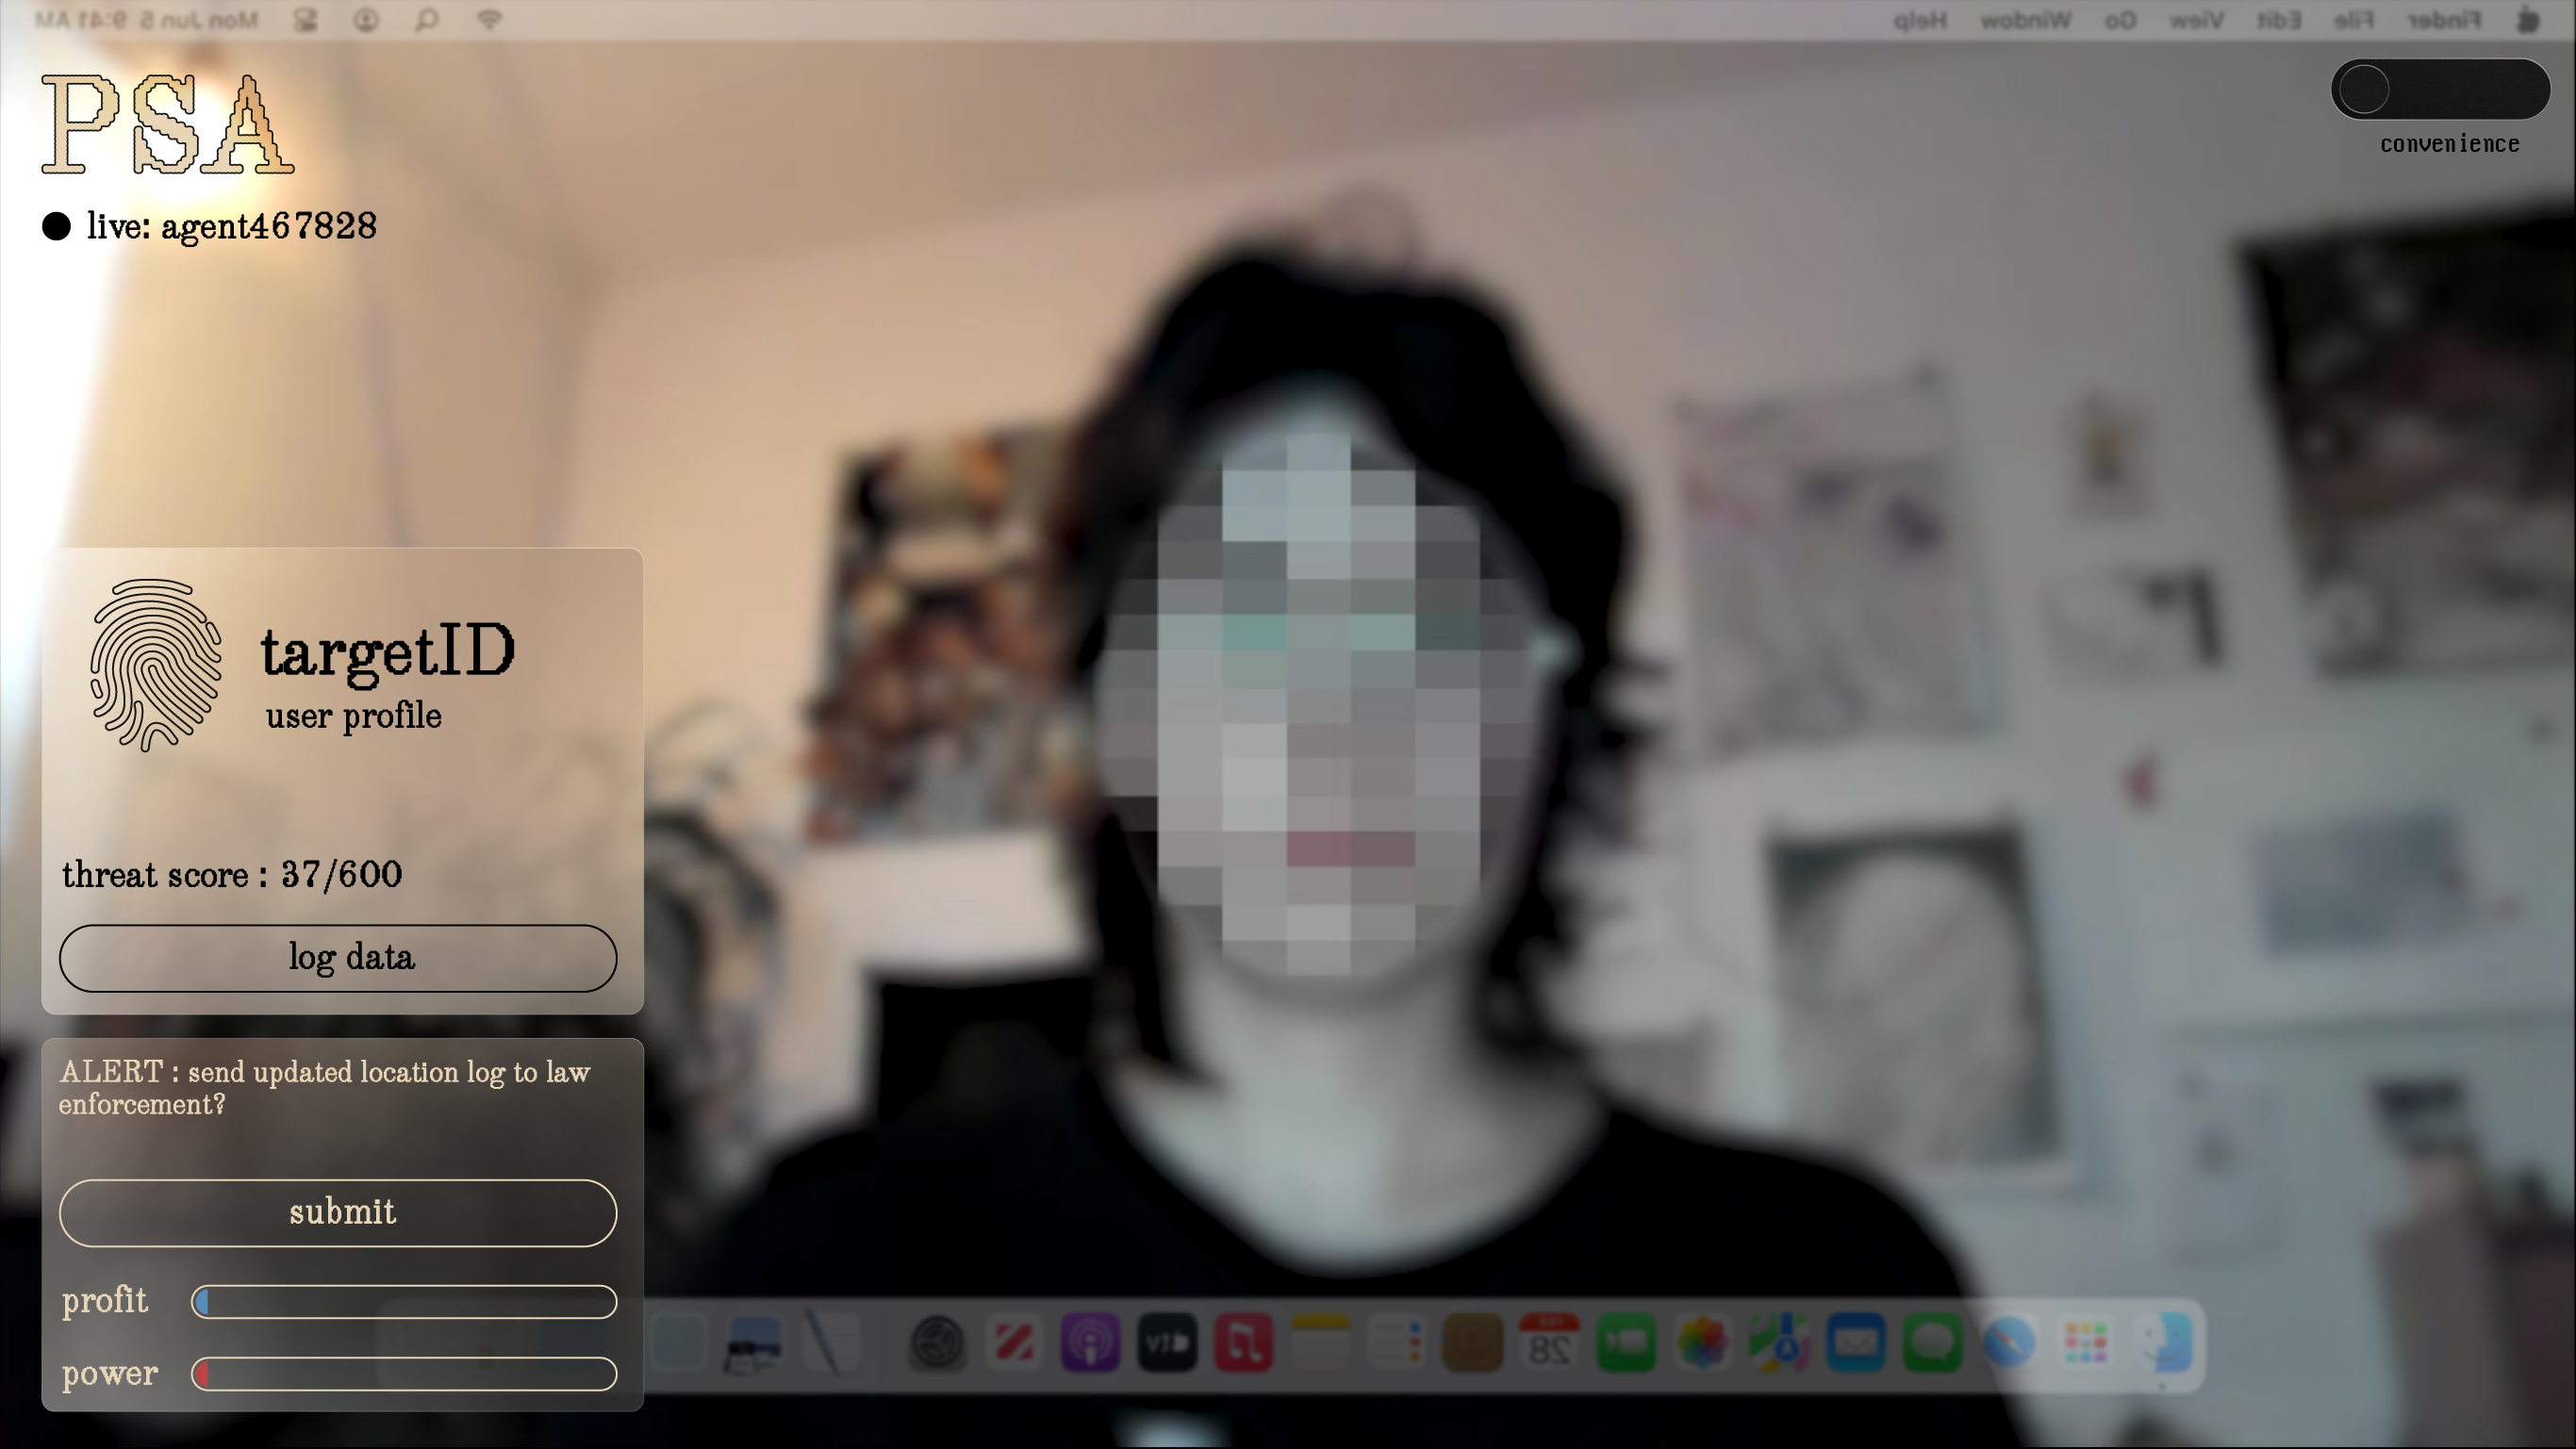 Mon Jun 5 9:41 AM
Help Window Go View Edit File Finder
PSA
live: agent467828
convenience
targetID
user profile
threat score : 37/600
log data
ALERT : send updated location log to law
enforcement?
submit
profit
power
tv
28